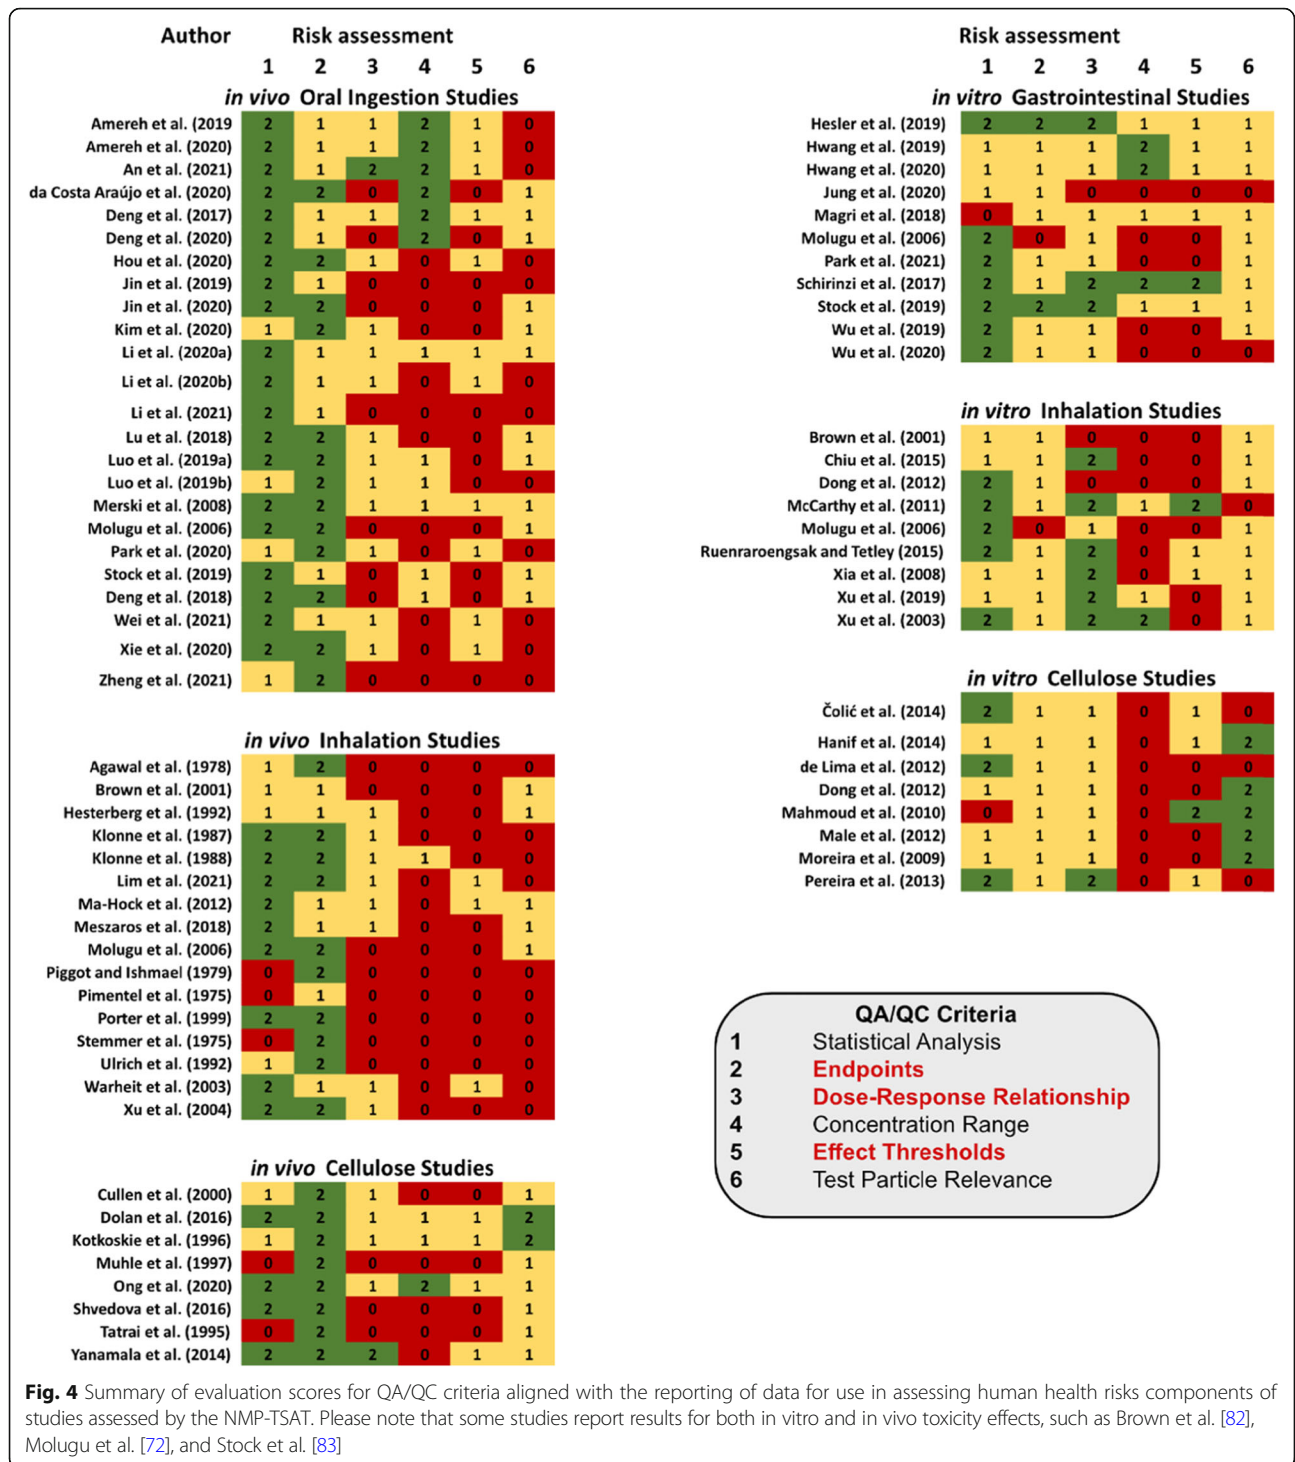 Author Risk assessment
1 2 3 4 5 6
in vivo Oral Ingestion Studies
Amereh et al. (2019 2 1 1 2 1 0
Amereh et al. (2020) 2 1 1 2 1 0
An et al. (2021) 2 1 2 2 1 0
da Costa Araújo et al. (2020) 2 2 0 2 0 1
Deng et al. (2017) 2 1 1 2 1 1
Deng et al. (2020) 2 1 0 2 0 1
Hou et al. (2020) 2 2 1 0 1 0
Jin et al. (2019) 2 1 0 0 0 0
Jin et al. (2020) 2 2 0 0 0 1
Kim et al. (2020) 1 2 1 0 0 1
Li et al. (2020a) 2 1 1 1 1 1
Li et al. (2020b) 2 1 1 0 1 0
Li et al. (2021) 2 1 0 0 0 0
Lu et al. (2018) 2 2 1 0 0 1
Luo et al. (2019a) 2 2 1 1 0 1
Luo et al. (2019b) 1 2 1 1 0 0
Merski et al. (2008) 2 2 1 1 1 1
Molugu et al. (2006) 2 2 0 0 0 1
Park et al. (2020) 1 2 1 0 1 0
Stock et al. (2019) 2 1 0 1 0 1
Deng et al. (2018) 2 2 0 1 0 1
Wei et al. (2021) 2 1 1 0 1 0
Xie et al. (2020) 2 2 1 0 1 0
Zheng et al. (2021) 1 2 0 0 0 0
in vivo Inhalation Studies
Agawal et al. (1978) 1 2 0 0 0 0
Brown et al. (2001) 1 1 0 0 0 1
Hesterberg et al. (1992) 1 1 1 0 0 1
Klonne et al. (1987) 2 2 1 0 0 0
Klonne et al. (1988) 2 2 1 1 0 0
Lim et al. (2021) 2 2 1 0 1 0
Ma-Hock et al. (2012) 2 1 1 0 1 1
Meszaros et al. (2018) 2 1 1 0 0 1
Molugu et al. (2006) 2 2 0 0 0 1
Piggot and Ishmael (1979) 0 2 0 0 0 0
Pimentel et al. (1975) 0 1 0 0 0 0
Porter et al. (1999) 2 2 0 0 0 0
Stemmer et al. (1975) 0 2 0 0 0 0
Ulrich et al. (1992) 1 2 0 0 0 0
Warheit et al. (2003) 2 1 1 0 1 0
Xu et al. (2004) 2 2 1 0 0 0
in vivo Cellulose Studies
Cullen et al. (2000) 1 2 1 0 0 1
Dolan et al. (2016) 2 2 1 1 1 2
Kotkoskie et al. (1996) 1 2 1 1 1 2
Muhle et al. (1997) 0 2 0 0 0 1
Ong et al. (2020) 2 2 1 2 1 1
Shvedova et al. (2016) 2 2 0 0 0 1
Tatrai et al. (1995) 0 2 0 0 0 1
Yanamala et al. (2014) 2 2 2 0 1 1
Risk assessment
1 2 3 4 5 6
in vitro Gastrointestinal Studies
Hesler et al. (2019) 2 2 2 1 1 1
Hwang et al. (2019) 1 1 1 2 1 1
Hwang et al. (2020) 1 1 1 2 1 1
Jung et al. (2020) 1 1 0 0 0 0
Magri et al. (2018) 0 1 1 1 1 1
Molugu et al. (2006) 2 0 1 0 0 1
Park et al. (2021) 2 1 1 0 0 1
Schirinzi et al. (2017) 2 1 2 2 2 1
Stock et al. (2019) 2 2 2 1 1 1
Wu et al. (2019) 2 1 1 0 0 1
Wu et al. (2020) 2 1 1 0 0 0
in vitro Inhalation Studies
Brown et al. (2001) 1 1 0 0 0 1
Chiu et al. (2015) 1 1 2 0 0 1
Dong et al. (2012) 2 1 0 0 0 1
McCarthy et al. (2011) 2 1 2 1 2 0
Molugu et al. (2006) 2 0 1 0 0 1
Ruenraroengsak and Tetley (2015) 2 1 2 0 1 1
Xia et al. (2008) 1 1 2 0 1 1
Xu et al. (2019) 1 1 2 1 0 1
Xu et al. (2003) 2 1 2 2 0 1
in vitro Cellulose Studies
Čolić et al. (2014) 2 1 1 0 1 0
Hanif et al. (2014) 1 1 1 0 1 2
de Lima et al. (2012) 2 1 1 0 0 0
Dong et al. (2012) 1 1 1 0 0 2
Mahmoud et al. (2010) 0 1 1 0 2 2
Male et al. (2012) 1 1 1 0 0 2
Moreira et al. (2009) 1 1 1 0 0 2
Pereira et al. (2013) 2 1 2 0 1 0
QA/QC Criteria
1 Statistical Analysis
2 Endpoints
3 Dose-Response Relationship
4 Concentration Range
5 Effect Thresholds
6 Test Particle Relevance
Fig. 4 Summary of evaluation scores for QA/QC criteria aligned with the reporting of data for use in assessing human health risks components of
studies assessed by the NMP-TSAT. Please note that some studies report results for both in vitro and in vivo toxicity effects, such as Brown et al. [82],
Molugu et al. [72], and Stock et al. [83]